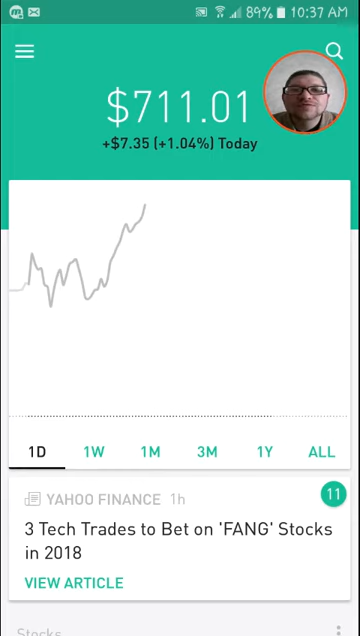 89% 10:37 AM
$711.01
+$7.35 (+1.04%) Today
1D 1W 1M 3M 1Y ALL
YAHOO FINANCE 1h
11
3 Tech Trades to Bet on 'FANG' Stocks
in 2018
VIEW ARTICLE
Stocks